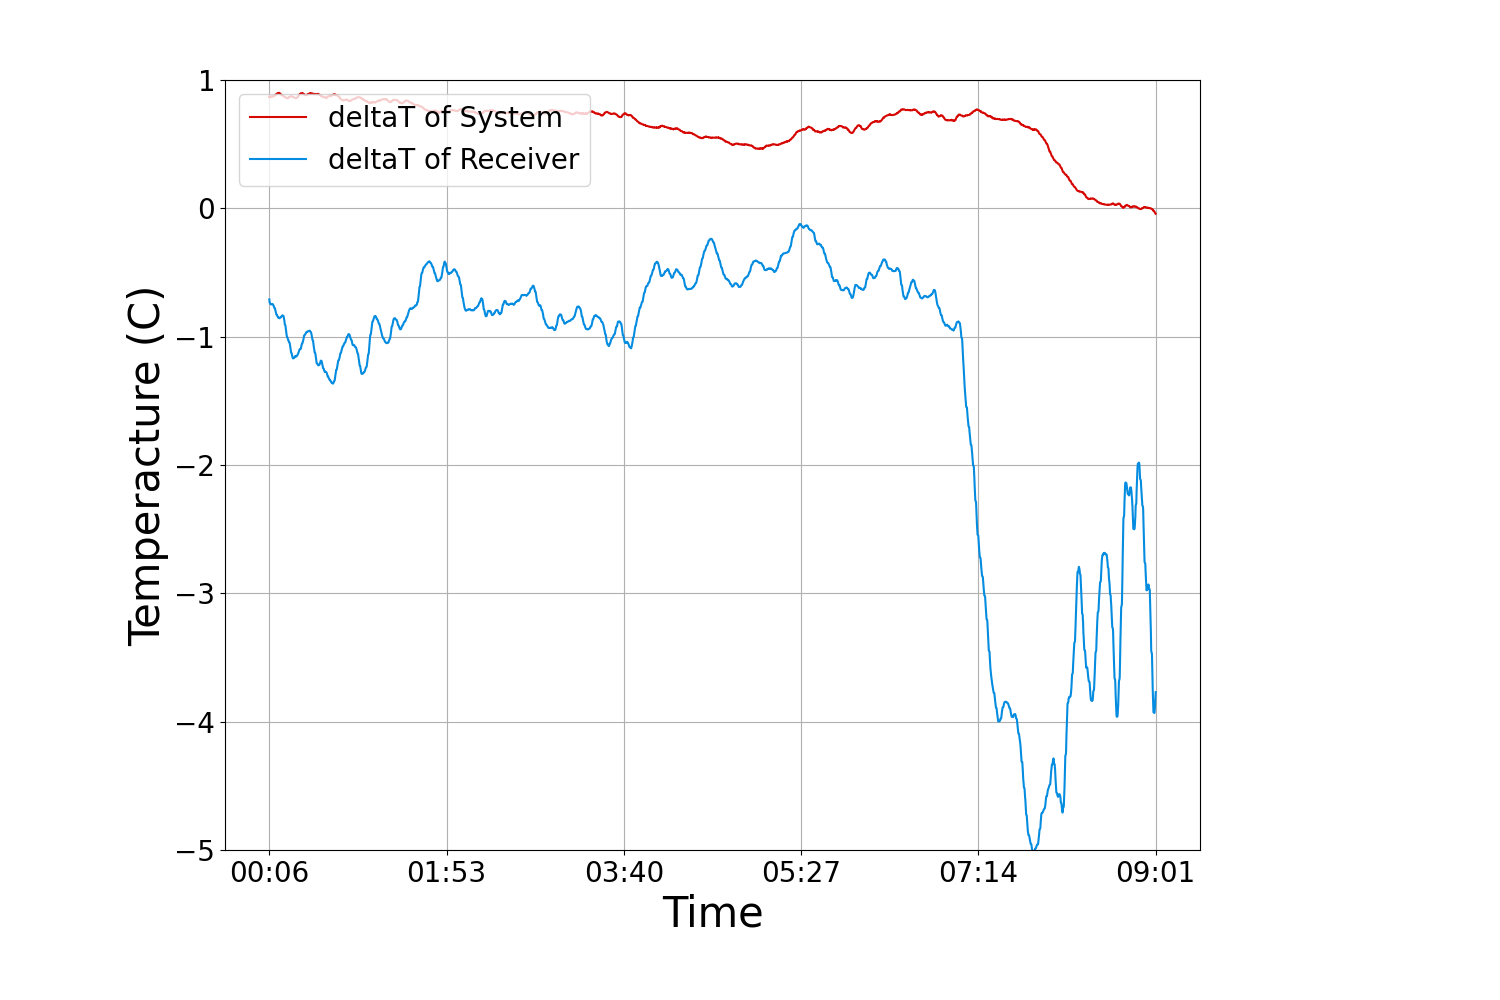 1
deltaT of System
deltaT of Receiver
0
−1
−2
−3
−4
−5
Temperacture (C)
00:06 01:53 03:40 05:27 07:14 09:01
Time